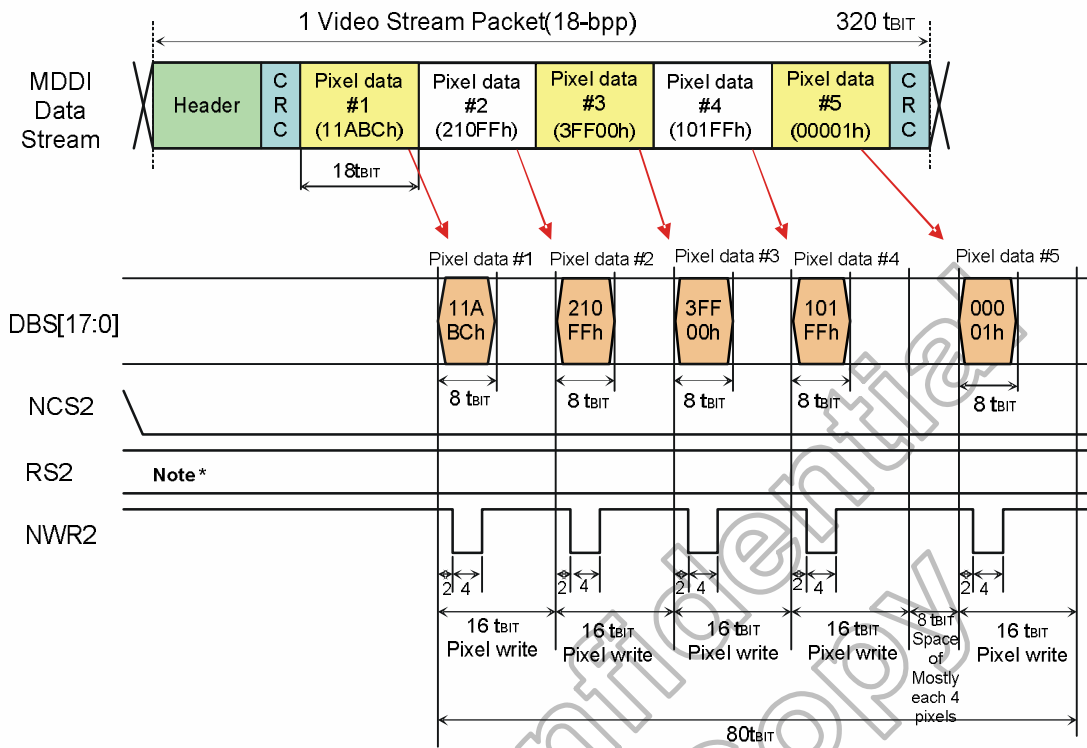 1 Video Stream Packet(18-bpp)
320 tBIT
MDDI
Data
Stream
Header
C
R
C
Pixel data
#1
(11ABCh)
Pixel data
#2
(210FFh)
Pixel data
#3
(3FF00h)
Pixel data
#4
(101FFh)
Pixel data
#5
(00001h)
C
R
C
18tBIT
Pixel data #1
Pixel data #2
Pixel data #3
Pixel data #4
Pixel data #5
DBS[17:0]
11A
BCh
210
FFh
3FF
00h
101
FFh
000
01h
8 tBIT
8 tBIT
8 tBIT
8 tBIT
8 tBIT
NCS2
RS2
Note*
NWR2
2
4
2
4
2
4
2
4
2
4
16 tBIT
Pixel write
16 tBIT
Pixel write
16 tBIT
Pixel write
16 tBIT
Pixel write
8 tBIT
Space
of
Mostly
each 4
pixels
16 tBIT
Pixel write
80tBIT
nfidential
opy